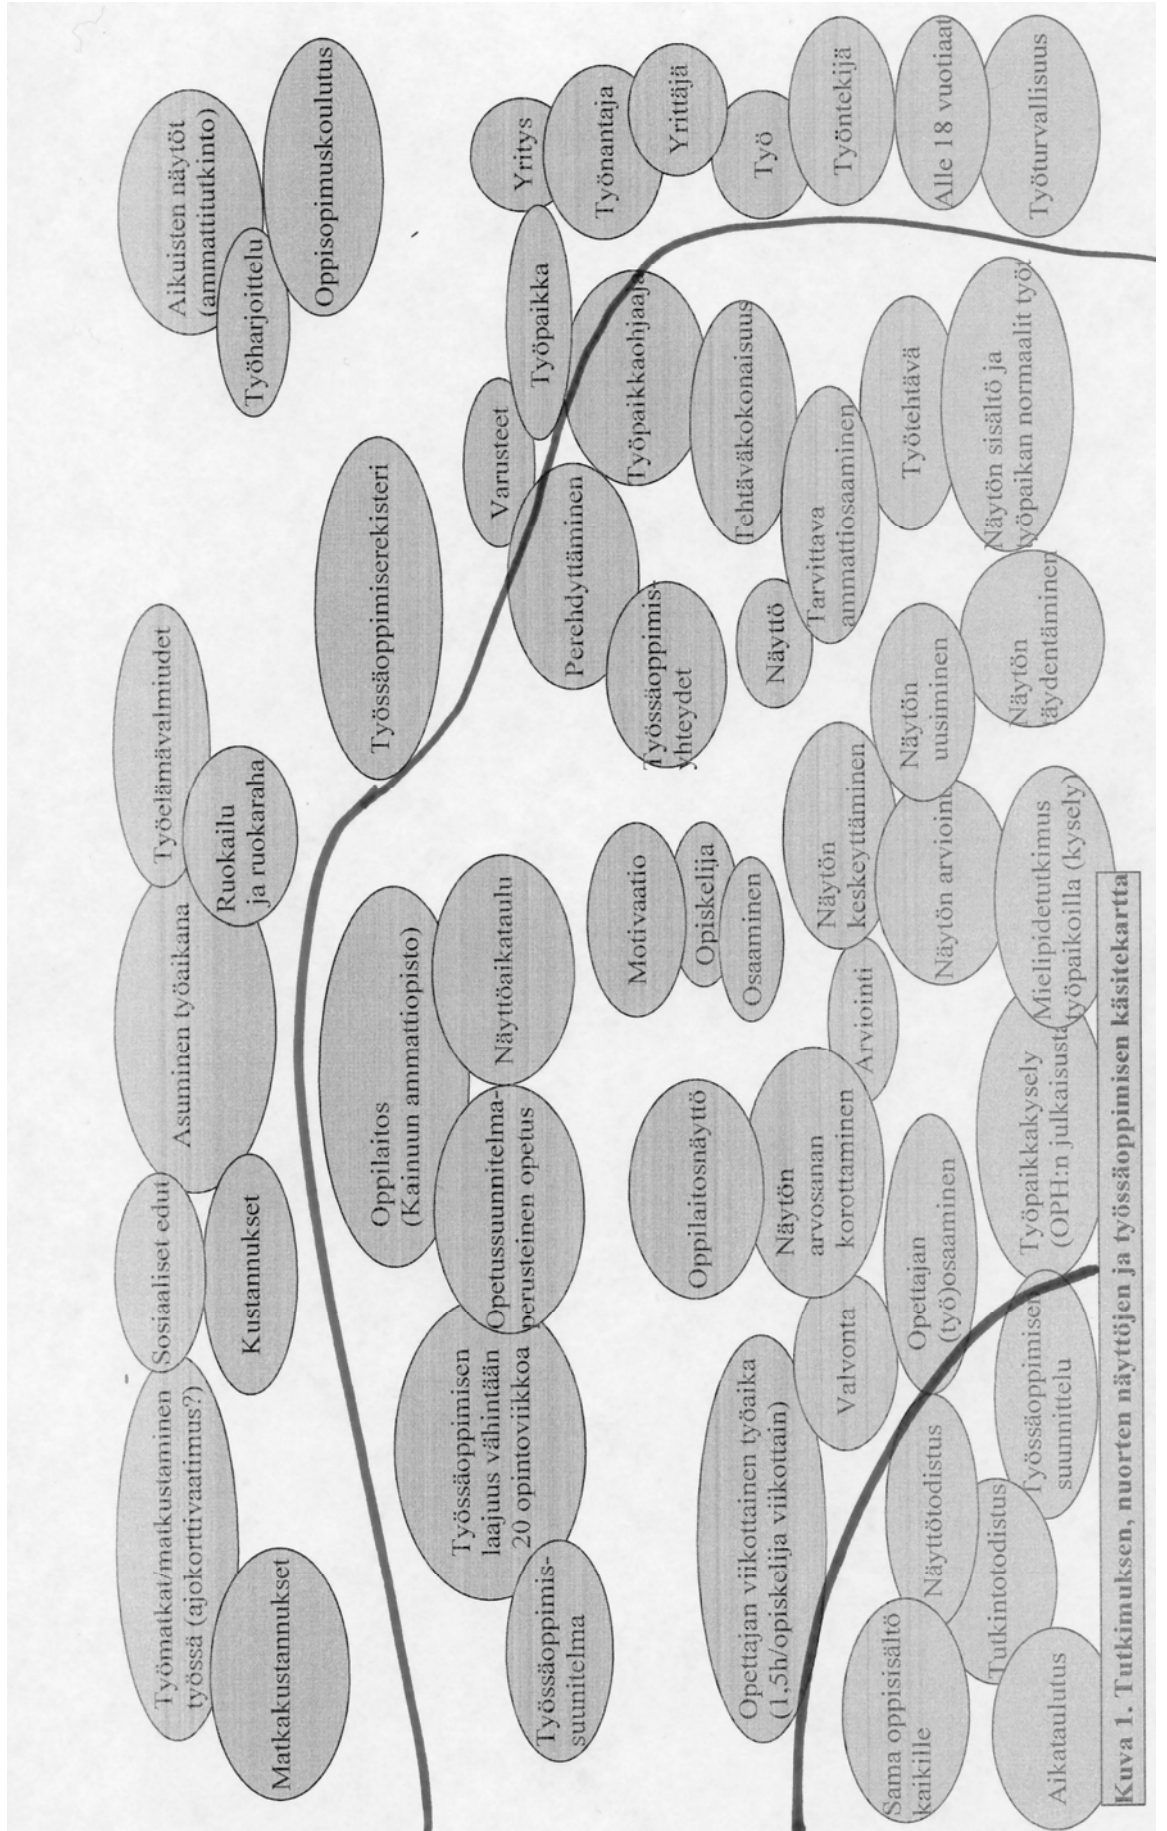 Työmatkat/matkustaminen
työssä (ajokorttivaatimus?)
Matkakustannukset
Sosiaaliset edut
Kustannukset
Asuminen työaikana
Työelämävalmiudet
Ruokailu
ja ruokaraha
Aikuisten näytöt
(ammattitutkinto)
Työharjoittelu
Oppisopimuskoulutus
Työssäoppimiserekisteri
Oppilaitos
(Kainuun ammattiopisto)
Näyttöaikataulu
Opetussuunnitelma-
perusteinen opetus
Työssäoppimisen
laajuus vähintään
20 opintoviikkoa
Työssäoppimis-
suunitelma
Varusteet
Työpaikka
Yritys
Työnantaja
Yrittäjä
Työ
Työntekijä
Alle 18 vuotiaat
Työturvallisuus
Perehdyttäminen
Työpaikkaohjaaja
Työssäoppimis-
yhteydet
Tehtäväkokonaisuus
Näyttö
Tarvittava
ammattiosaaminen
Työtehtävä
Näytön sisältö ja
työpaikan normaalit työt
Motivaatio
Opiskelija
Osaaminen
Näytön
keskeyttäminen
Näytön
uusiminen
Näytön
täydentäminen
Näytön arviointi
Arviointi
Mielipidetutkimus
työpaikoilla (kysely)
Oppilaitosnäyttö
Näytön
arvosanan
korottaminen
Opettajan viikottainen työaika
(1,5h/opiskelija viikottain)
Valvonta
Opettajan
(työ)osaaminen
Työpaikkakysely
(OPH:n julkaisusta
Työssäoppimisen
suunnittelu
Näyttötodistus
Tutkintotodistus
Sama oppisisältö
kaikille
Aikataulutus
Kuva 1. Tutkimuksen, nuorten näyttöjen ja työssäoppimisen käsitekartta